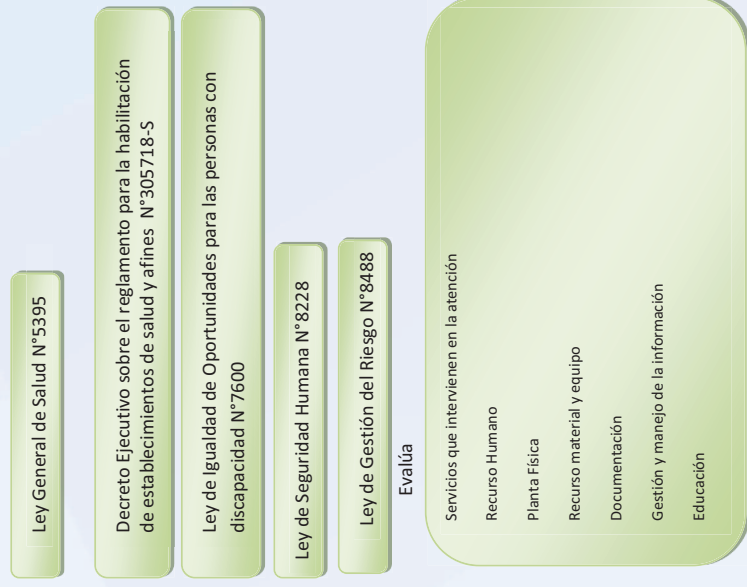 Ley General de Salud N°5395
Decreto Ejecutivo sobre el reglamento para la habilitación
de establecimientos de salud y afines N°305718-S
Ley de Igualdad de Oportunidades para las personas con
discapacidad N°7600
Ley de Seguridad Humana N°8228
Ley de Gestión del Riesgo N°8488
Evalúa
Servicios que intervienen en la atención
Recurso Humano
Planta Física
Recurso material y equipo
Documentación
Gestión y manejo de la información
Educación